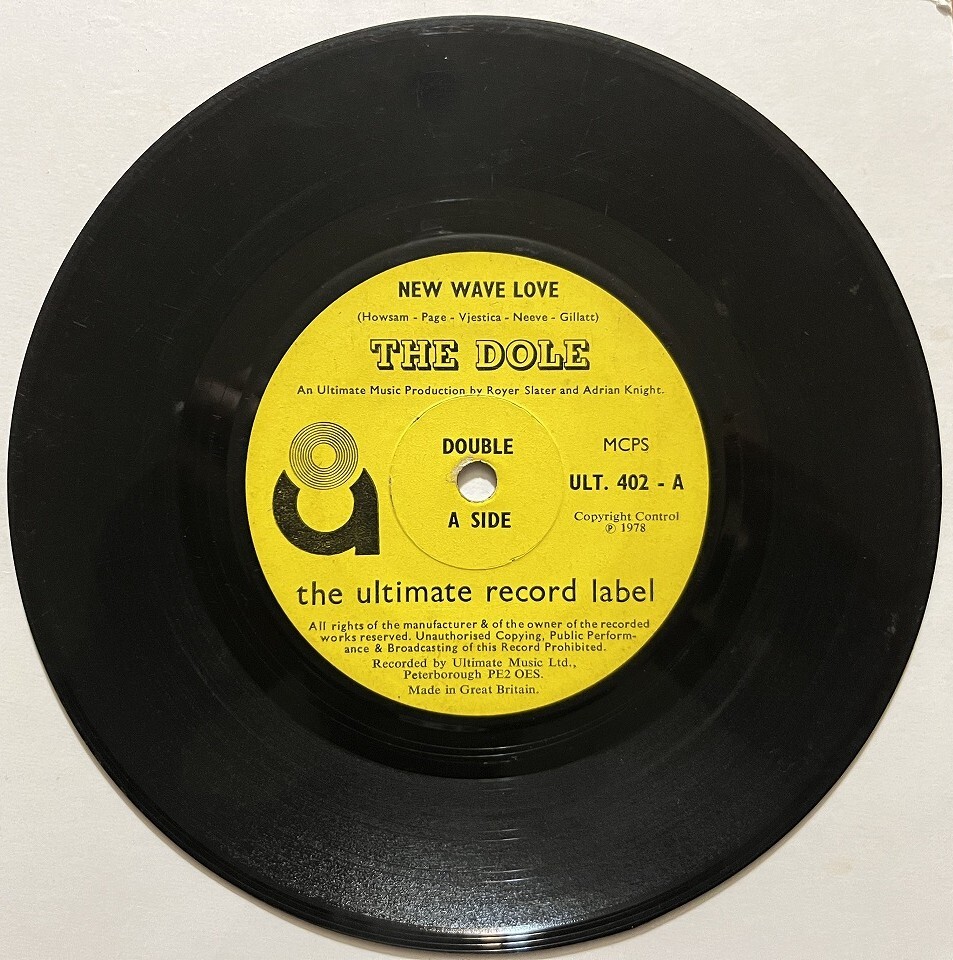 NEW WAVE LOVE
(Howsam - Page - Vjestica - Neeve - Gillatt)
THE DOLE
An Ultimate Music Production by Royer Slater and Adrian Knight.
DOUBLE
MCPS
ULT. 402 - A
A SIDE
Copyright Control
℗ 1978
the ultimate record label
All rights of the manufacturer & of the owner of the recorded
works reserved. Unauthorised Copying, Public Perform-
ance & Broadcasting of this Record Prohibited.
Recorded by Ultimate Music Ltd.,
Peterborough PE2 OES.
Made in Great Britain.